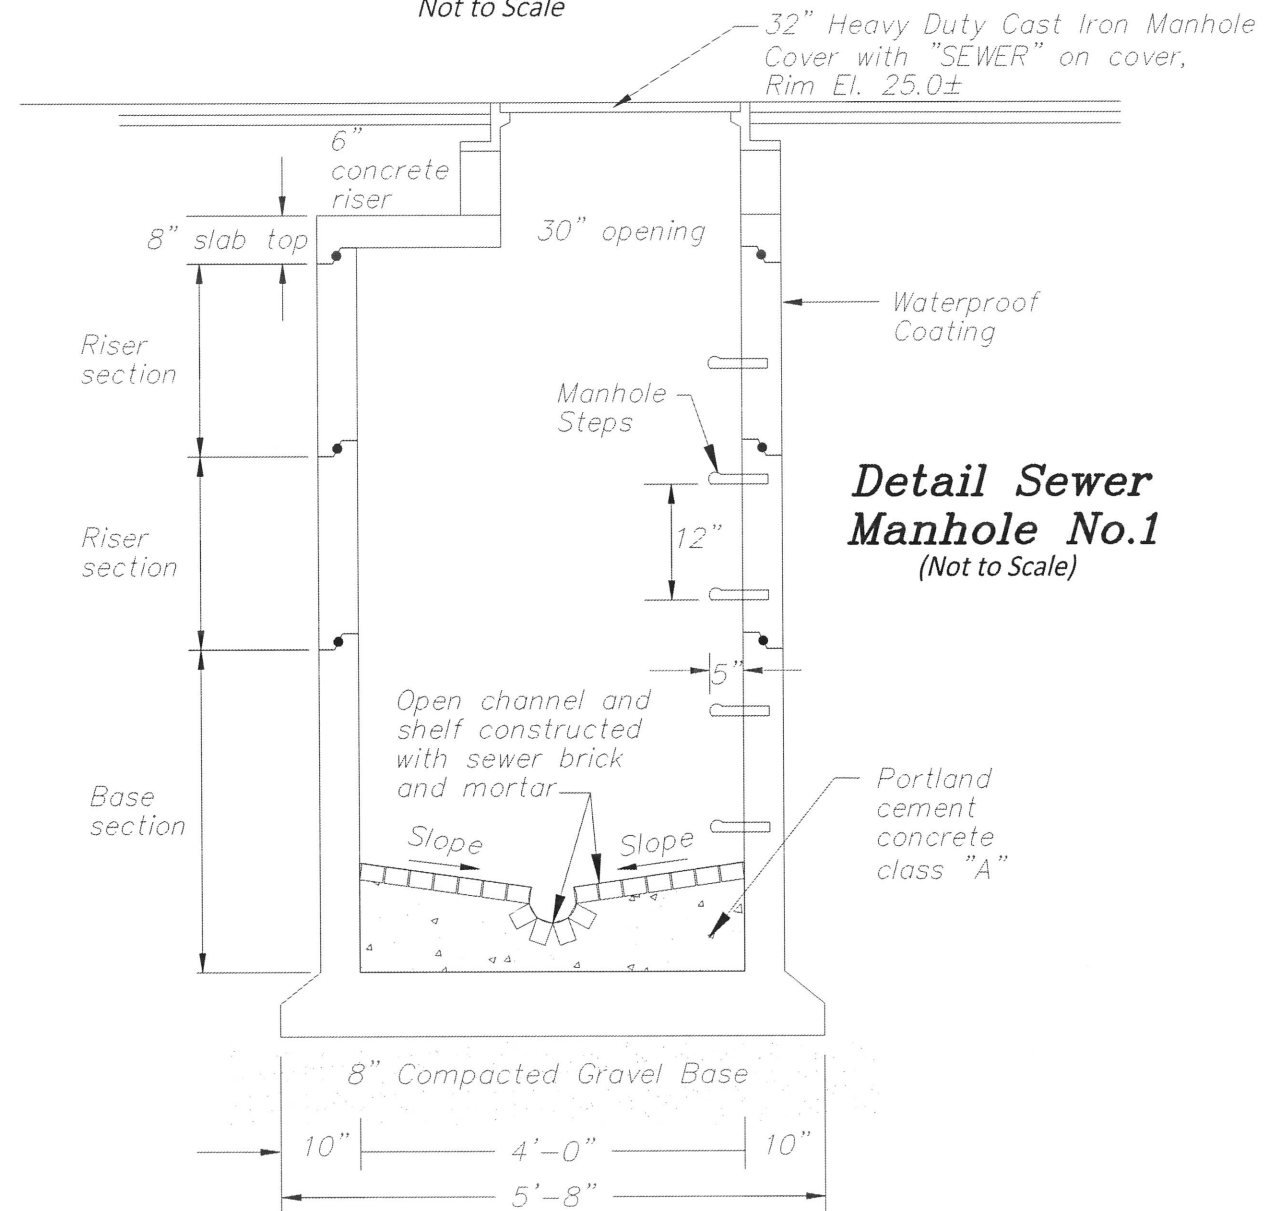 Not to Scale
32" Heavy Duty Cast Iron Manhole
Cover with "SEWER" on cover,
Rim El. 25.0±
6"
concrete
riser
8" slab top
30" opening
Waterproof
Coating
Riser
section
Manhole
Steps
Detail Sewer
Manhole No.1
(Not to Scale)
12"
Riser
section
5"
Open channel and
shelf constructed
with sewer brick
and mortar
Portland
cement
concrete
class "A"
Base
section
Slope
Slope
8" Compacted Gravel Base
10"
4'-0"
10"
5'-8"